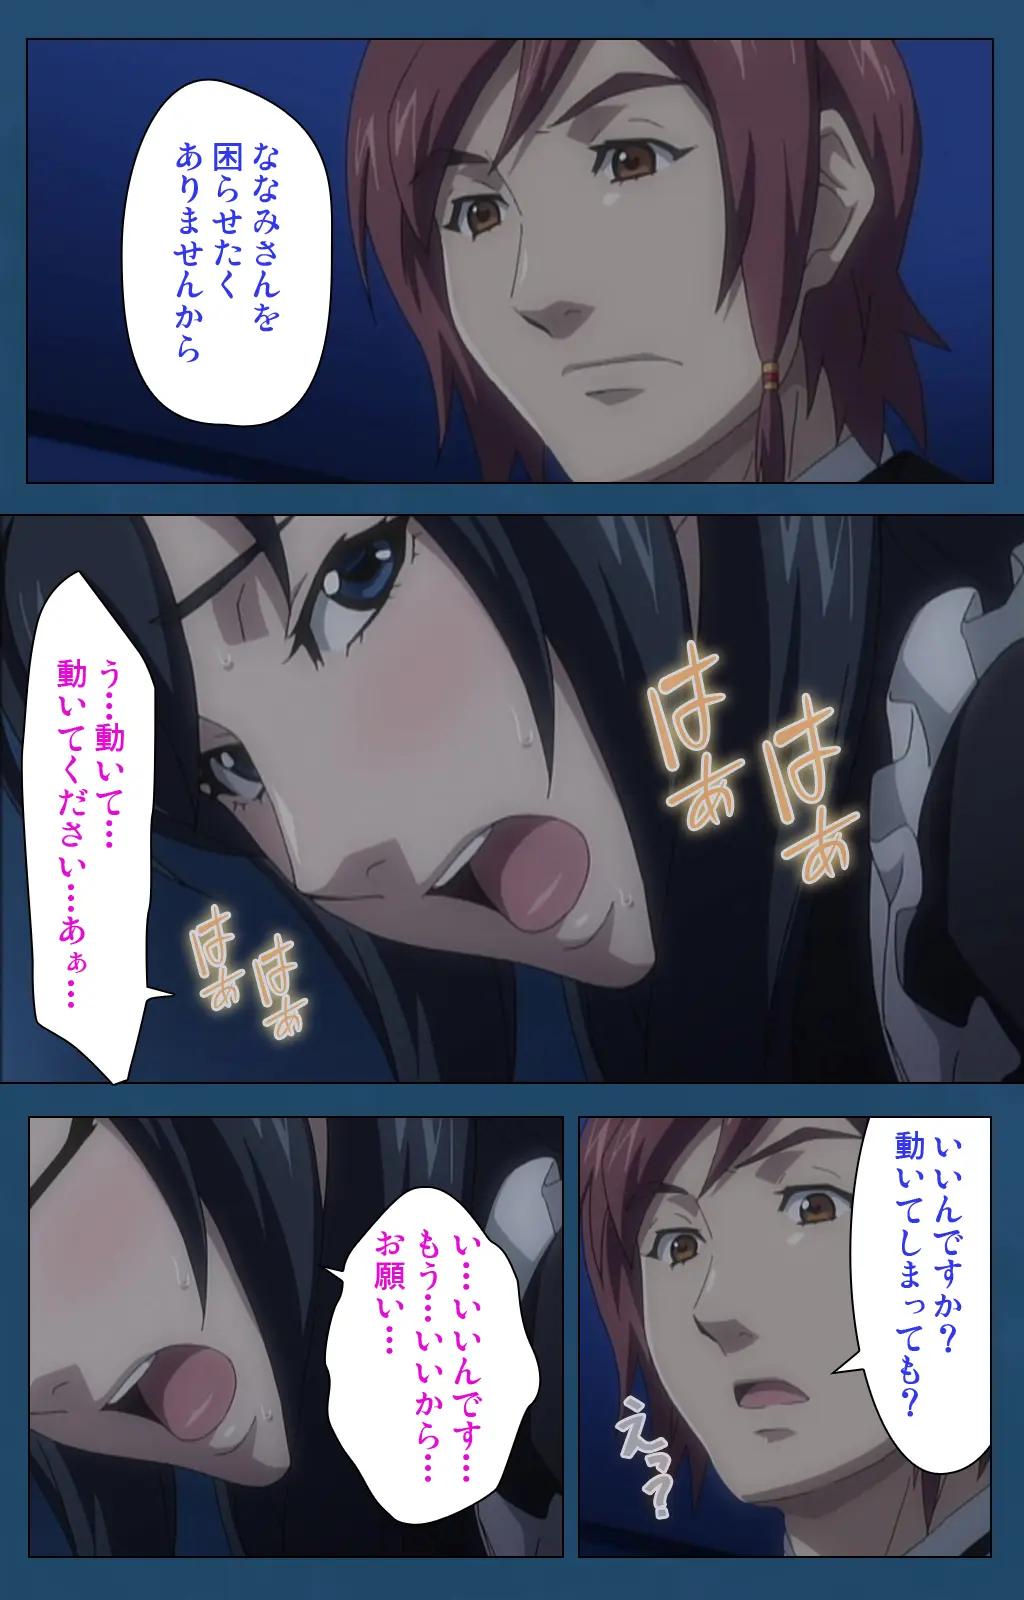 ななみさんを
困らせたく
ありませんから
う…動いて…
動いてください…あぁ…
はぁ
はぁ
はぁ
はぁ
いいんですか？
動いてしまっても？
えっ？
い…いいんです…
もう…いいから…
お願い…